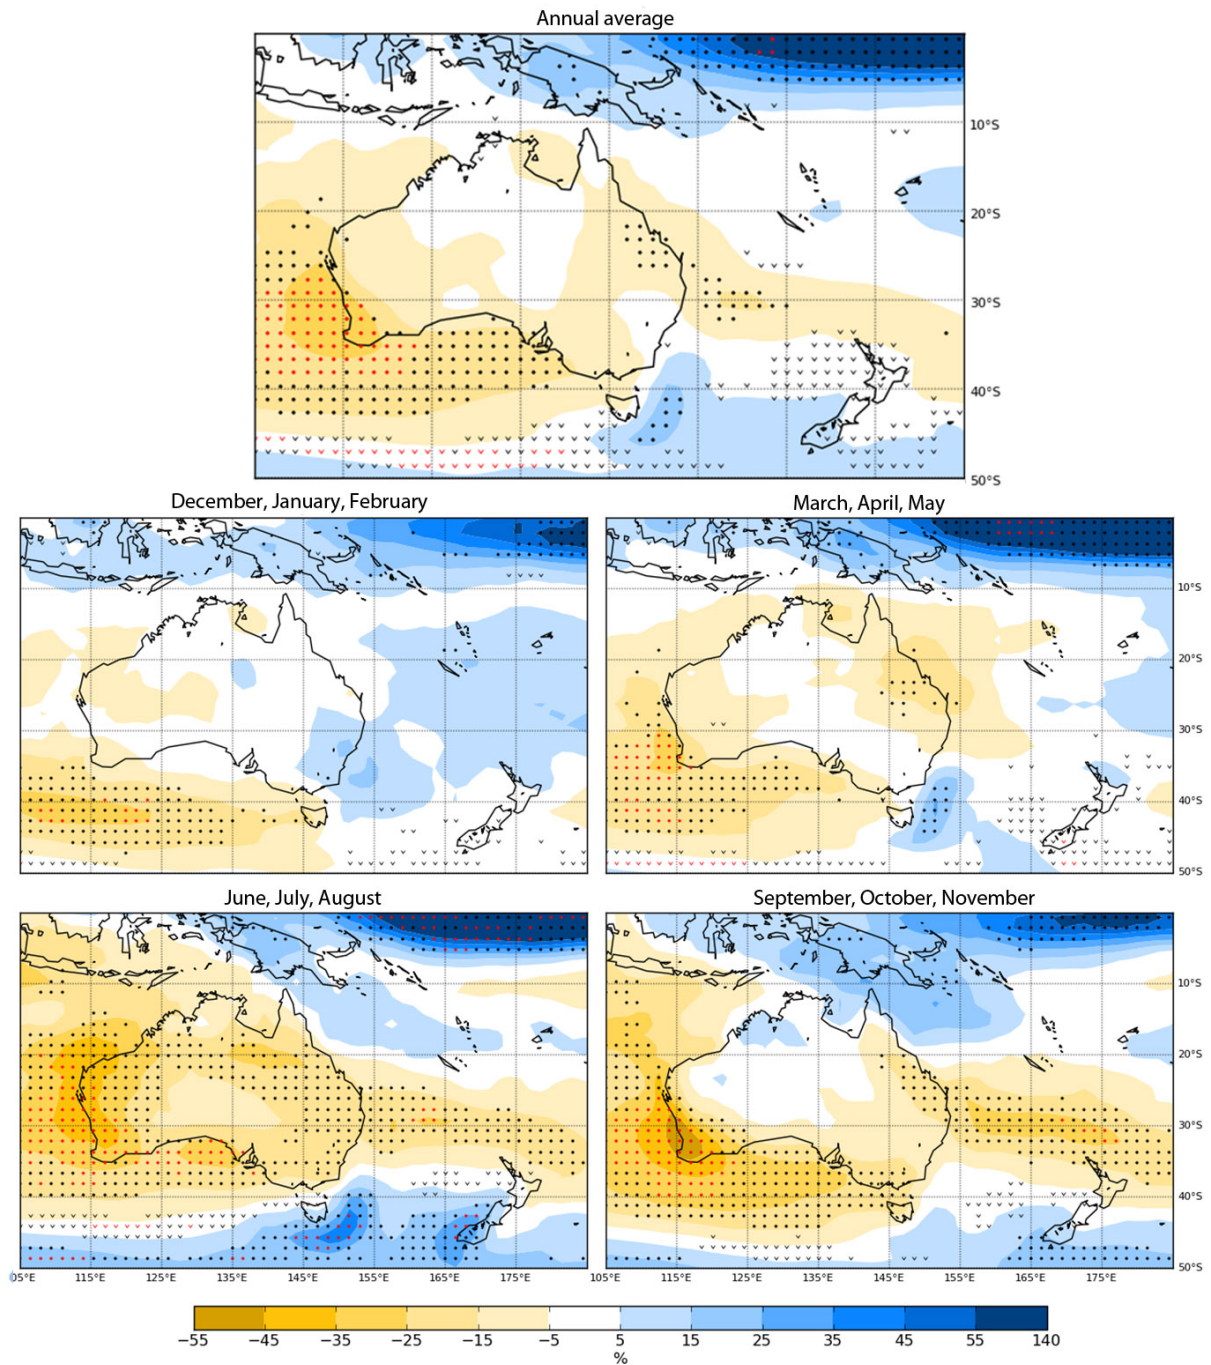 Annual average
10°S
20°S
30°S
40°S
50°S
December, January, February
March, April, May
10°S
20°S
30°S
40°S
50°S
June, July, August
September, October, November
10°S
20°S
30°S
40°S
50°S
05°E 115°E 125°E 135°E 145°E 155°E 165°E 175°E 105°E 115°E 125°E 135°E 145°E 155°E 165°E 175°E
−55 −45 −35 −25 −15 −5 5 15 25 35 45 55 140
%